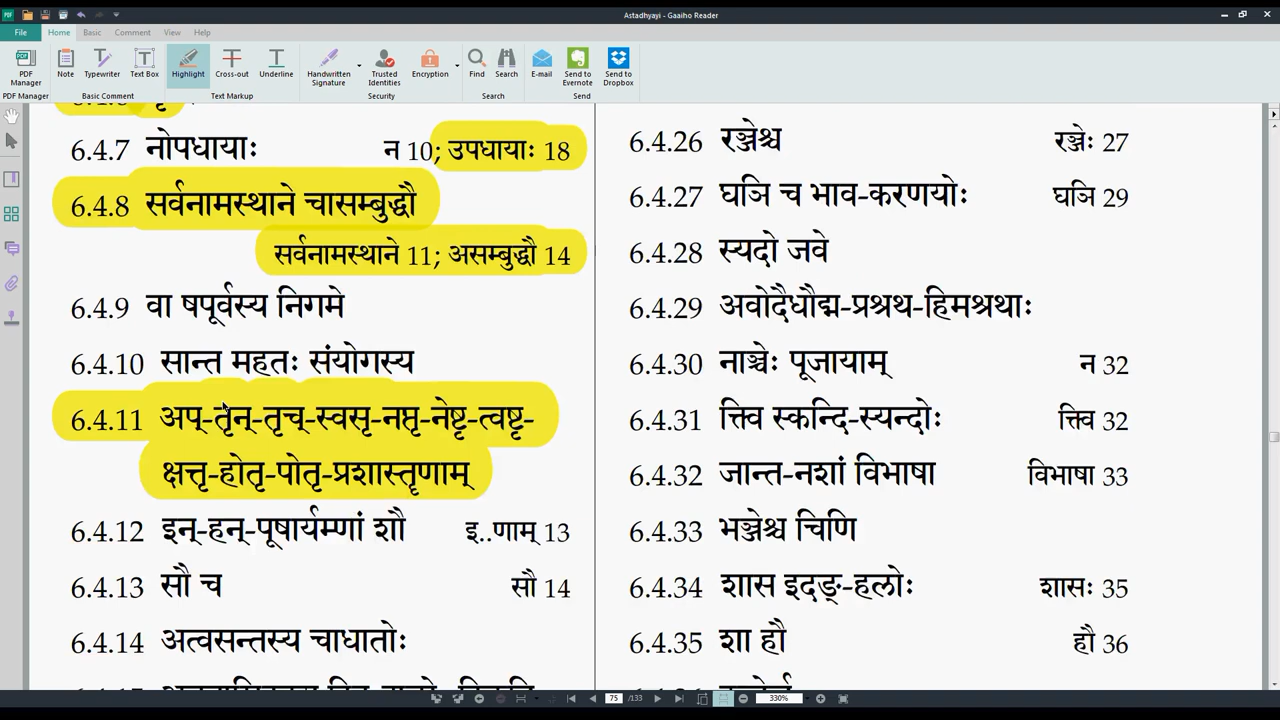 Astadhyayi - Gaaiho Reader
File Home Basic Comment View Help
PDF Manager Note Typewriter Text Box Highlight Cross-out Underline Handwritten Signature Trusted Identities Encryption Find Search E-mail Send to Evernote Send to Dropbox
PDF Manager Basic Comment Text Markup Security Search Send
6.4.7 नोपधायाः न 10; उपधायाः 18
6.4.8 सर्वनामस्थाने चासम्बुद्धौ
सर्वनामस्थाने 11; असम्बुद्धौ 14
6.4.9 वा षपूर्वस्य निगमे
6.4.10 सान्त महतः संयोगस्य
6.4.11 अप्-तृन्-तृच्-स्वसृ-नप्तृ-नेष्टृ-त्वष्टृ-
क्षत्तृ-होतृ-पोतृ-प्रशास्तॄणाम्
6.4.12 इन्-हन्-पूषार्यम्णां शौ इ..णाम् 13
6.4.13 सौ च सौ 14
6.4.14 अत्वसन्तस्य चाधातोः
6.4.26 रञ्जेश्च रञ्जेः 27
6.4.27 घञि च भाव-करणयोः घञि 29
6.4.28 स्यदो जवे
6.4.29 अवोदैधौद्म-प्रश्रथ-हिमश्रथाः
6.4.30 नाञ्चेः पूजायाम् न 32
6.4.31 क्त्वि स्कन्दि-स्यन्दोः क्त्वि 32
6.4.32 जान्त-नशां विभाषा विभाषा 33
6.4.33 भञ्जेश्च चिणि
6.4.34 शास इदङ्-हलोः शासः 35
6.4.35 शा हौ हौ 36
75 /133 330%